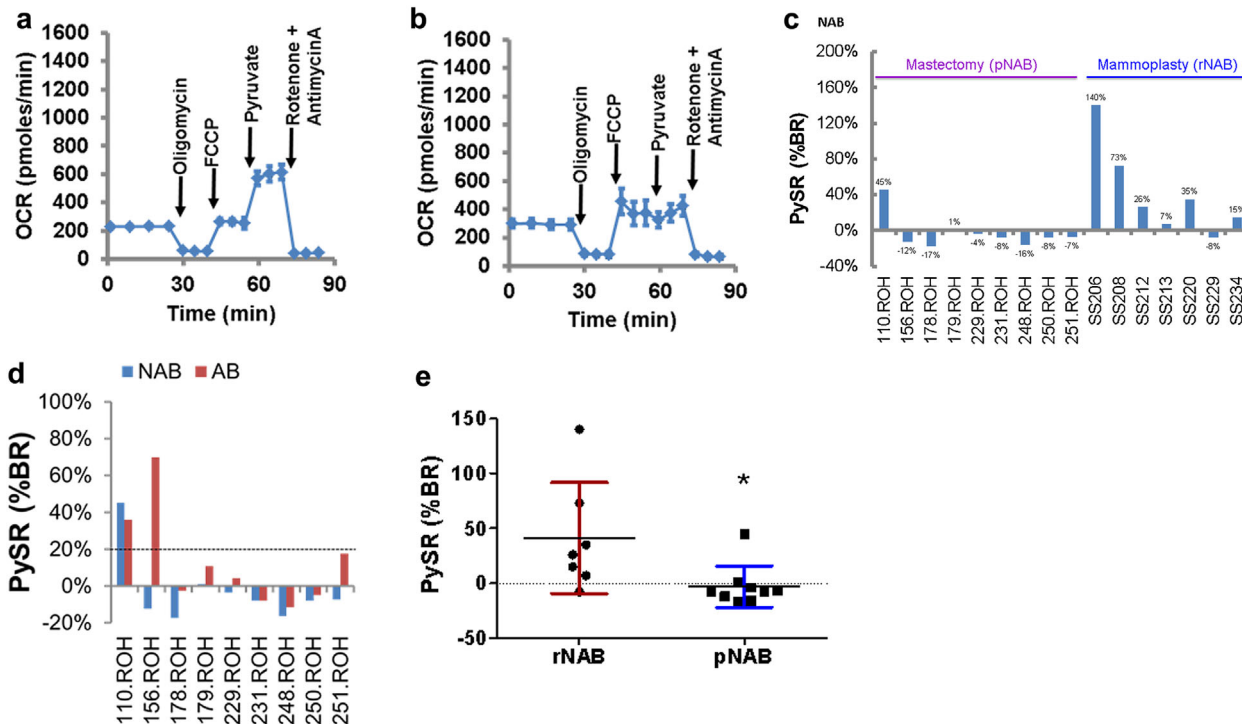 a
1600
1400
1200
1000
800
600
400
200
0
OCR (pmoles/min)
Oligomycin
FCCP
Pyruvate
Rotenone +
AntimycinA
0
30
60
90
Time (min)
b
1600
1400
1200
1000
800
600
400
200
0
OCR (pmoles/min)
Oligomycin
FCCP
Pyruvate
Rotenone +
AntimycinA
0
30
60
90
Time (min)
c
NAB
200%
160%
120%
80%
40%
0%
-40%
PySR (%BR)
Mastectomy (pNAB)
Mammoplasty (rNAB)
45%
-12%
-17%
1%
-4%
-8%
-16%
-8%
-7%
140%
73%
26%
7%
35%
-8%
15%
110.ROH
156.ROH
178.ROH
179.ROH
229.ROH
231.ROH
248.ROH
250.ROH
251.ROH
SS206
SS208
SS212
SS213
SS220
SS229
SS234
d
NAB
AB
100%
80%
60%
40%
20%
0%
-20%
PySR (%BR)
110.ROH
156.ROH
178.ROH
179.ROH
229.ROH
231.ROH
248.ROH
250.ROH
251.ROH
e
150
100
50
0
-50
PySR (%BR)
*
rNAB
pNAB